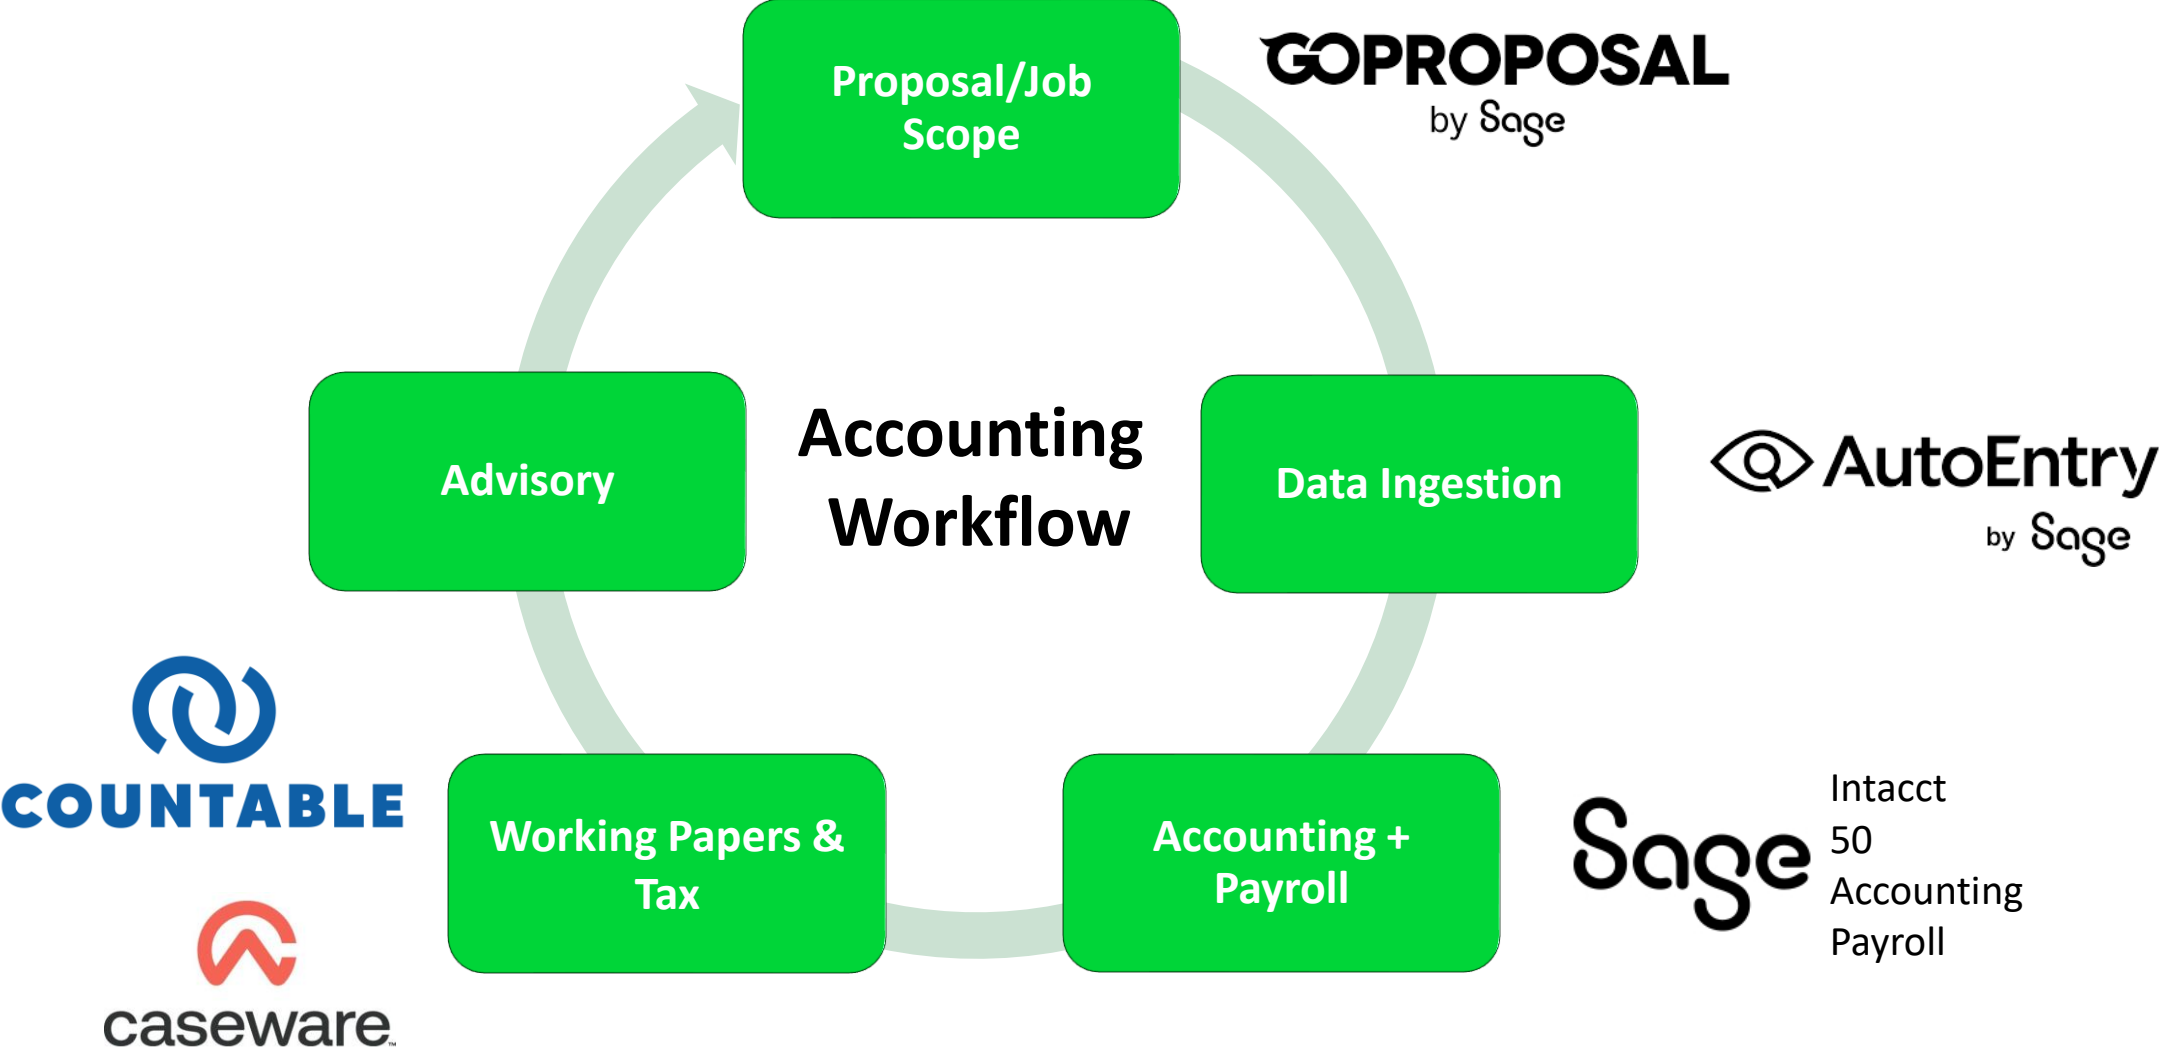 Proposal/Job
Scope
GOPROPOSAL
by Sage
Accounting
Workflow
Data Ingestion
AutoEntry
by Sage
Accounting +
Payroll
Sage
Intacct
50
Accounting
Payroll
Working Papers &
Tax
COUNTABLE
caseware™
Advisory